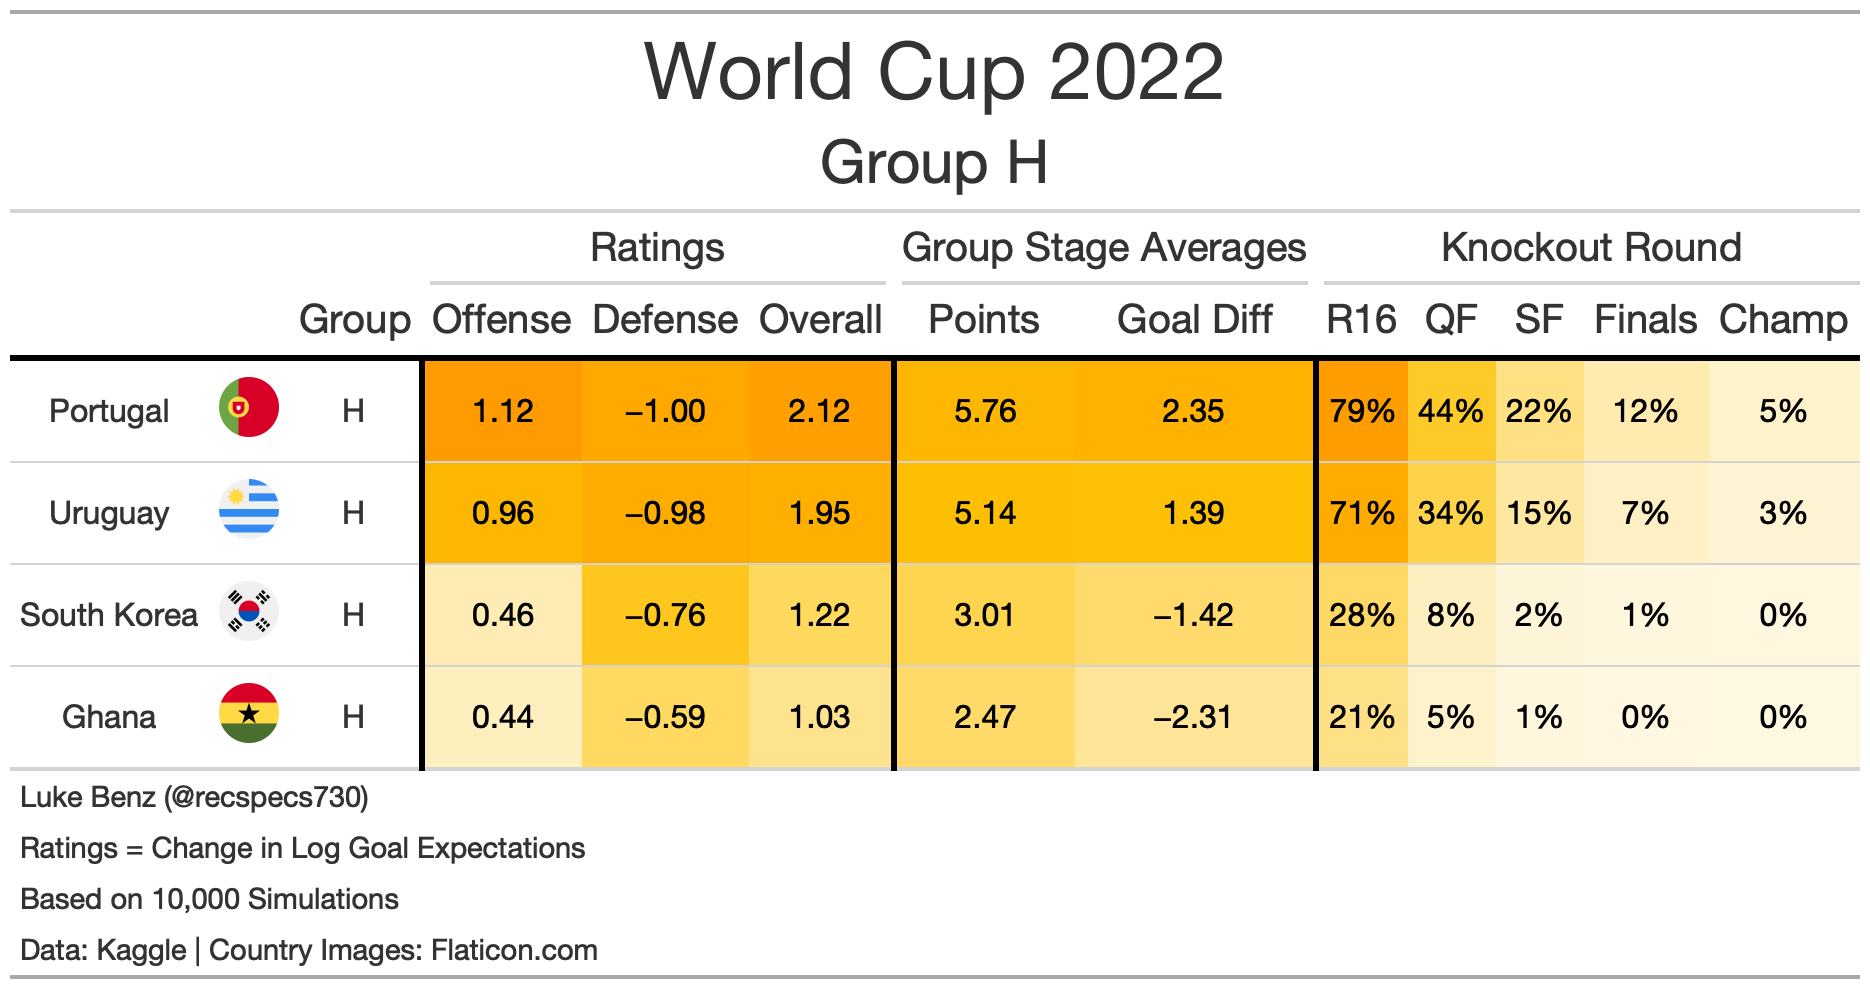 World Cup 2022
Group H
Ratings Group Stage Averages Knockout Round
Group Offense Defense Overall Points Goal Diff R16 QF SF Finals Champ
Portugal H 1.12 −1.00 2.12 5.76 2.35 79% 44% 22% 12% 5%
Uruguay H 0.96 −0.98 1.95 5.14 1.39 71% 34% 15% 7% 3%
South Korea H 0.46 −0.76 1.22 3.01 −1.42 28% 8% 2% 1% 0%
Ghana H 0.44 −0.59 1.03 2.47 −2.31 21% 5% 1% 0% 0%
Luke Benz (@recspecs730)
Ratings = Change in Log Goal Expectations
Based on 10,000 Simulations
Data: Kaggle | Country Images: Flaticon.com